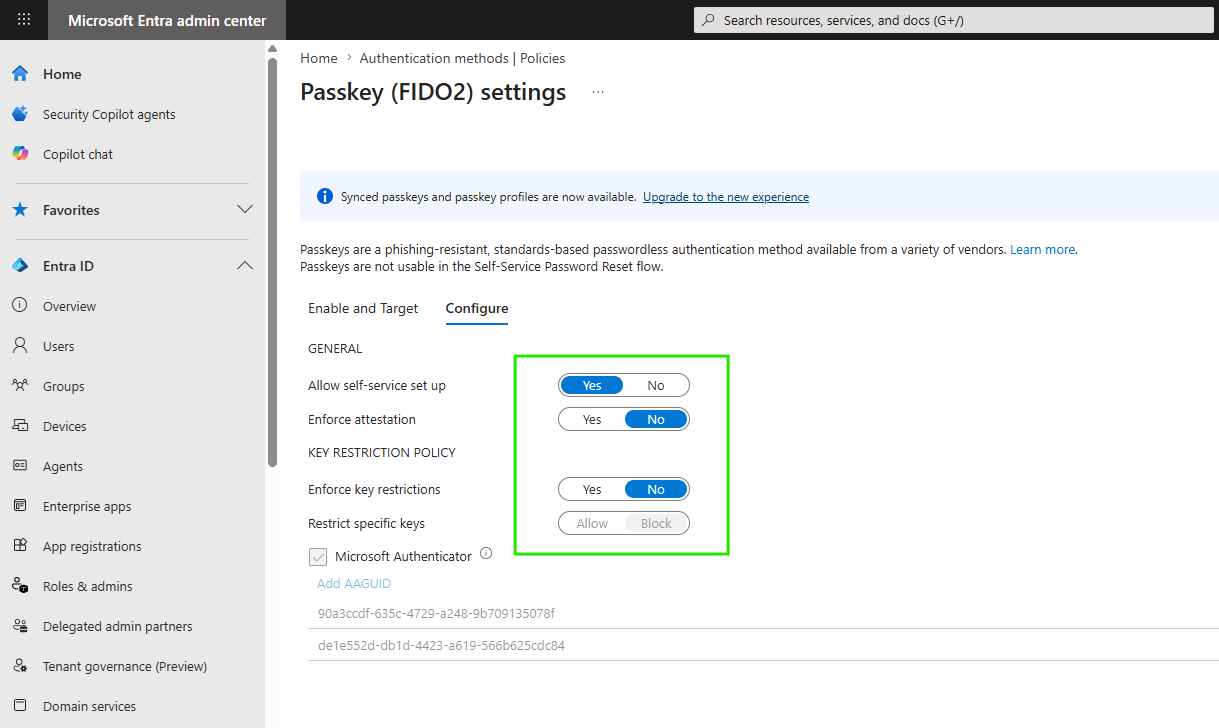 Microsoft Entra admin center
Search resources, services, and docs (G+/)
Home
Security Copilot agents
Copilot chat
Favorites
Entra ID
Overview
Users
Groups
Devices
Agents
Enterprise apps
App registrations
Roles & admins
Delegated admin partners
Tenant governance (Preview)
Domain services
Home > Authentication methods | Policies
Passkey (FIDO2) settings ...
Synced passkeys and passkey profiles are now available. Upgrade to the new experience
Passkeys are a phishing-resistant, standards-based passwordless authentication method available from a variety of vendors. Learn more.
Passkeys are not usable in the Self-Service Password Reset flow.
Enable and Target Configure
GENERAL
Allow self-service set up Yes No
Enforce attestation Yes No
KEY RESTRICTION POLICY
Enforce key restrictions Yes No
Restrict specific keys Allow Block
Microsoft Authenticator
Add AAGUID
90a3ccdf-635c-4729-a248-9b709135078f
de1e552d-db1d-4423-a619-566b625cdc84